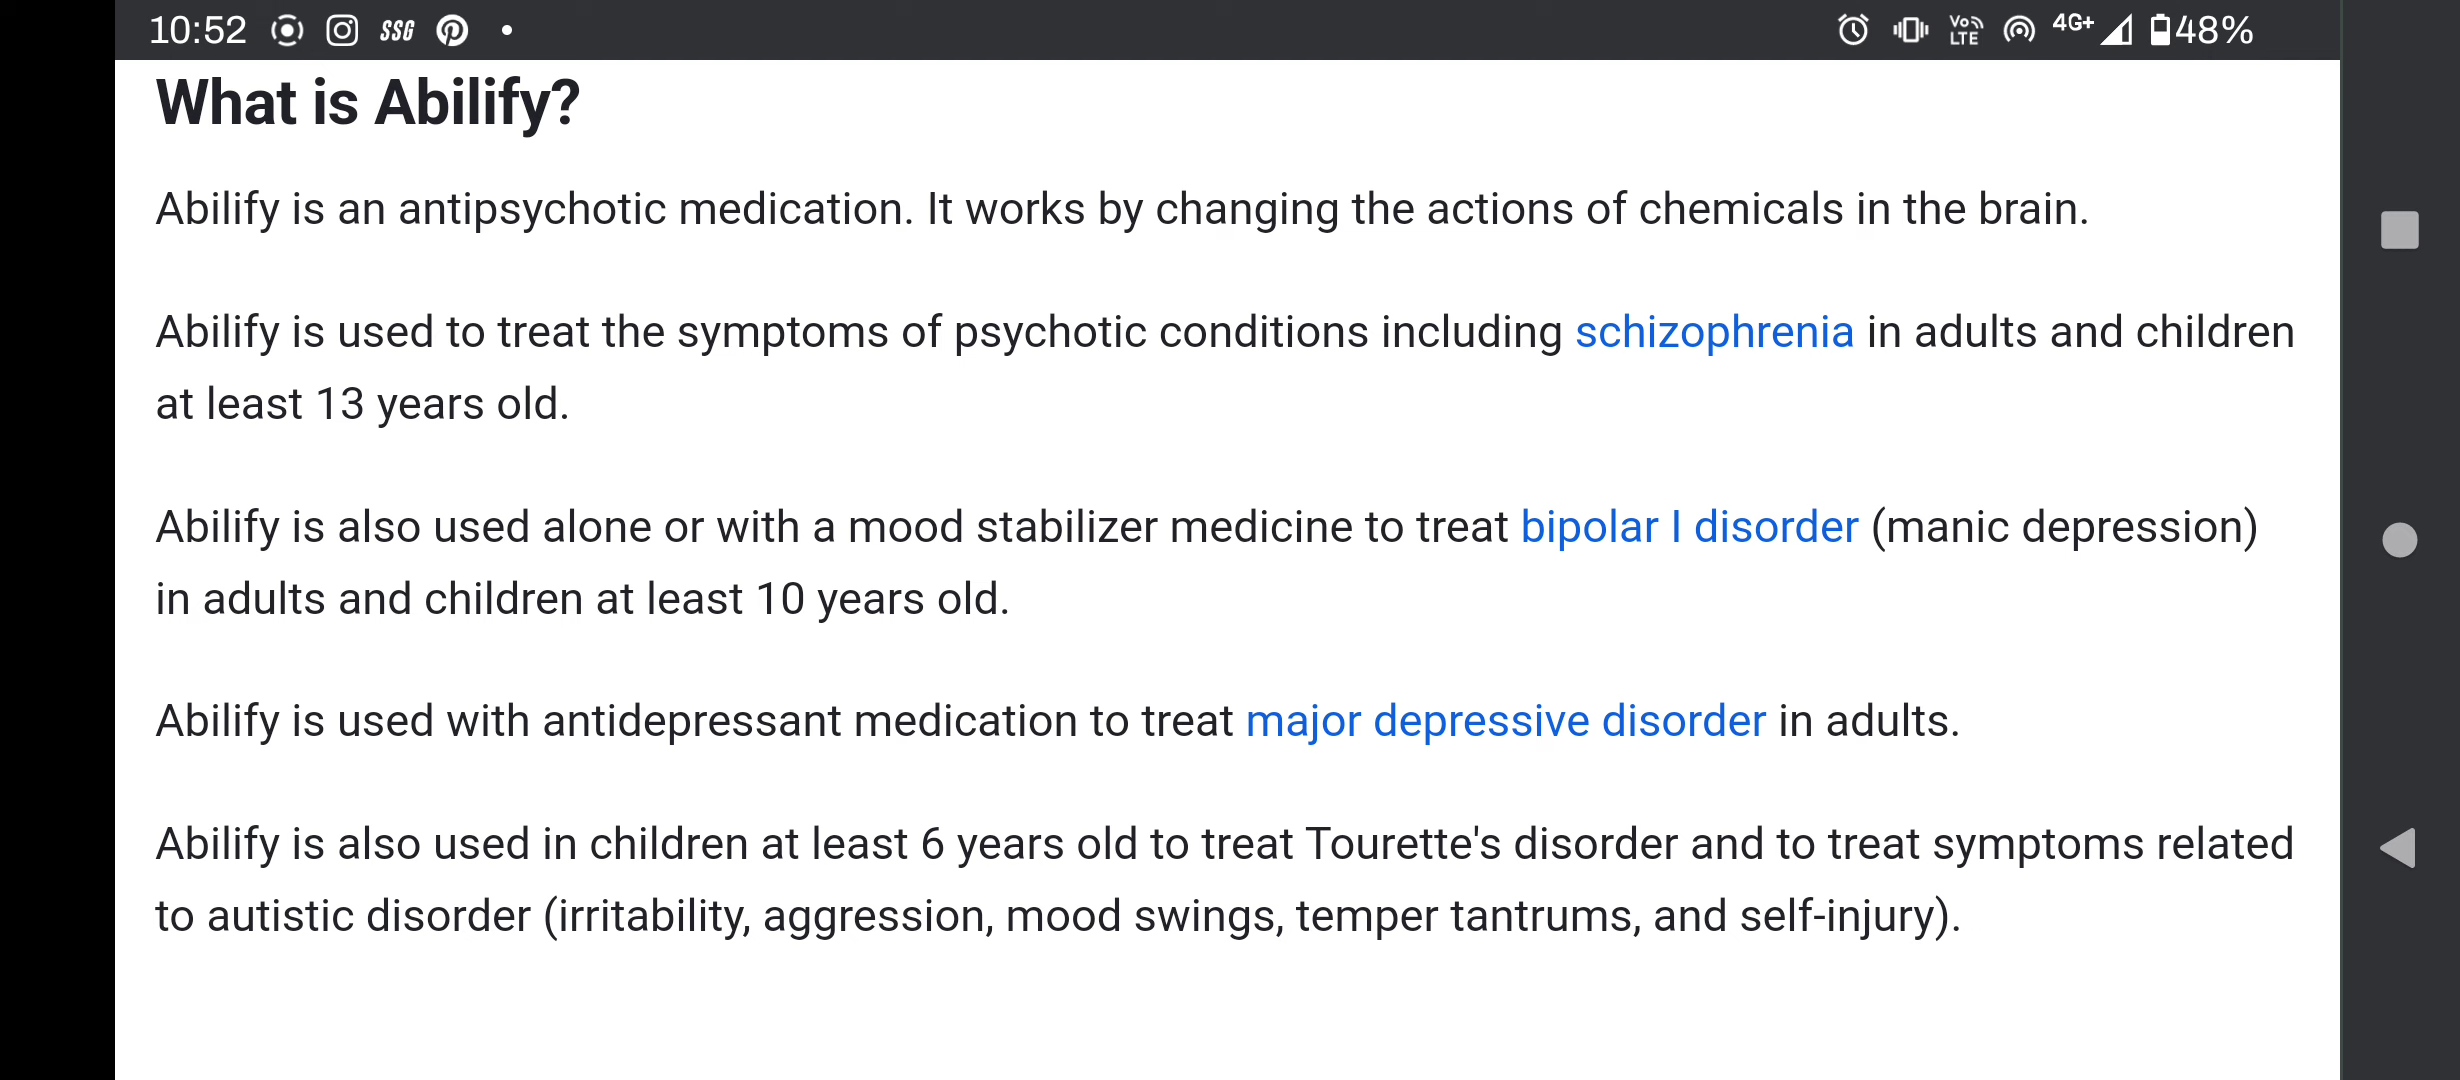 10:52 SSG VoLTE 4G+ 48%
What is Abilify?
Abilify is an antipsychotic medication. It works by changing the actions of chemicals in the brain.
Abilify is used to treat the symptoms of psychotic conditions including schizophrenia in adults and children
at least 13 years old.
Abilify is also used alone or with a mood stabilizer medicine to treat bipolar I disorder (manic depression)
in adults and children at least 10 years old.
Abilify is used with antidepressant medication to treat major depressive disorder in adults.
Abilify is also used in children at least 6 years old to treat Tourette's disorder and to treat symptoms related
to autistic disorder (irritability, aggression, mood swings, temper tantrums, and self-injury).